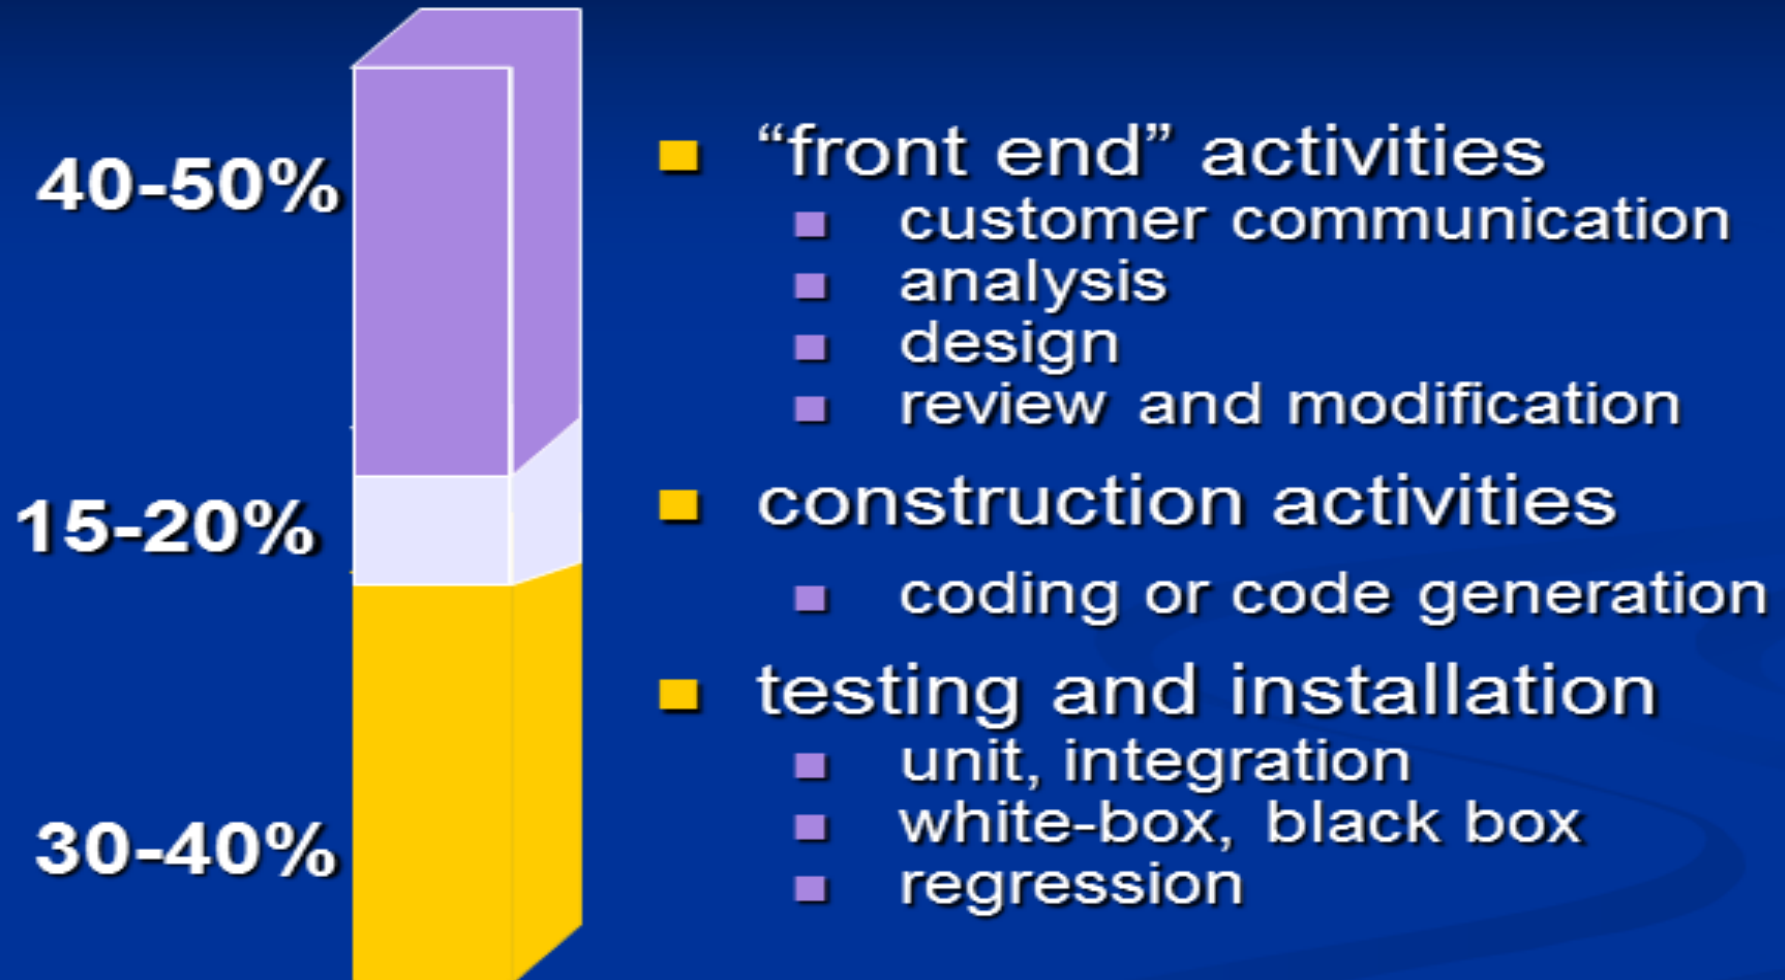 40-50%
“front end” activities
customer communication
analysis
design
review and modification
15-20%
construction activities
coding or code generation
30-40%
testing and installation
unit, integration
white-box, black box
regression